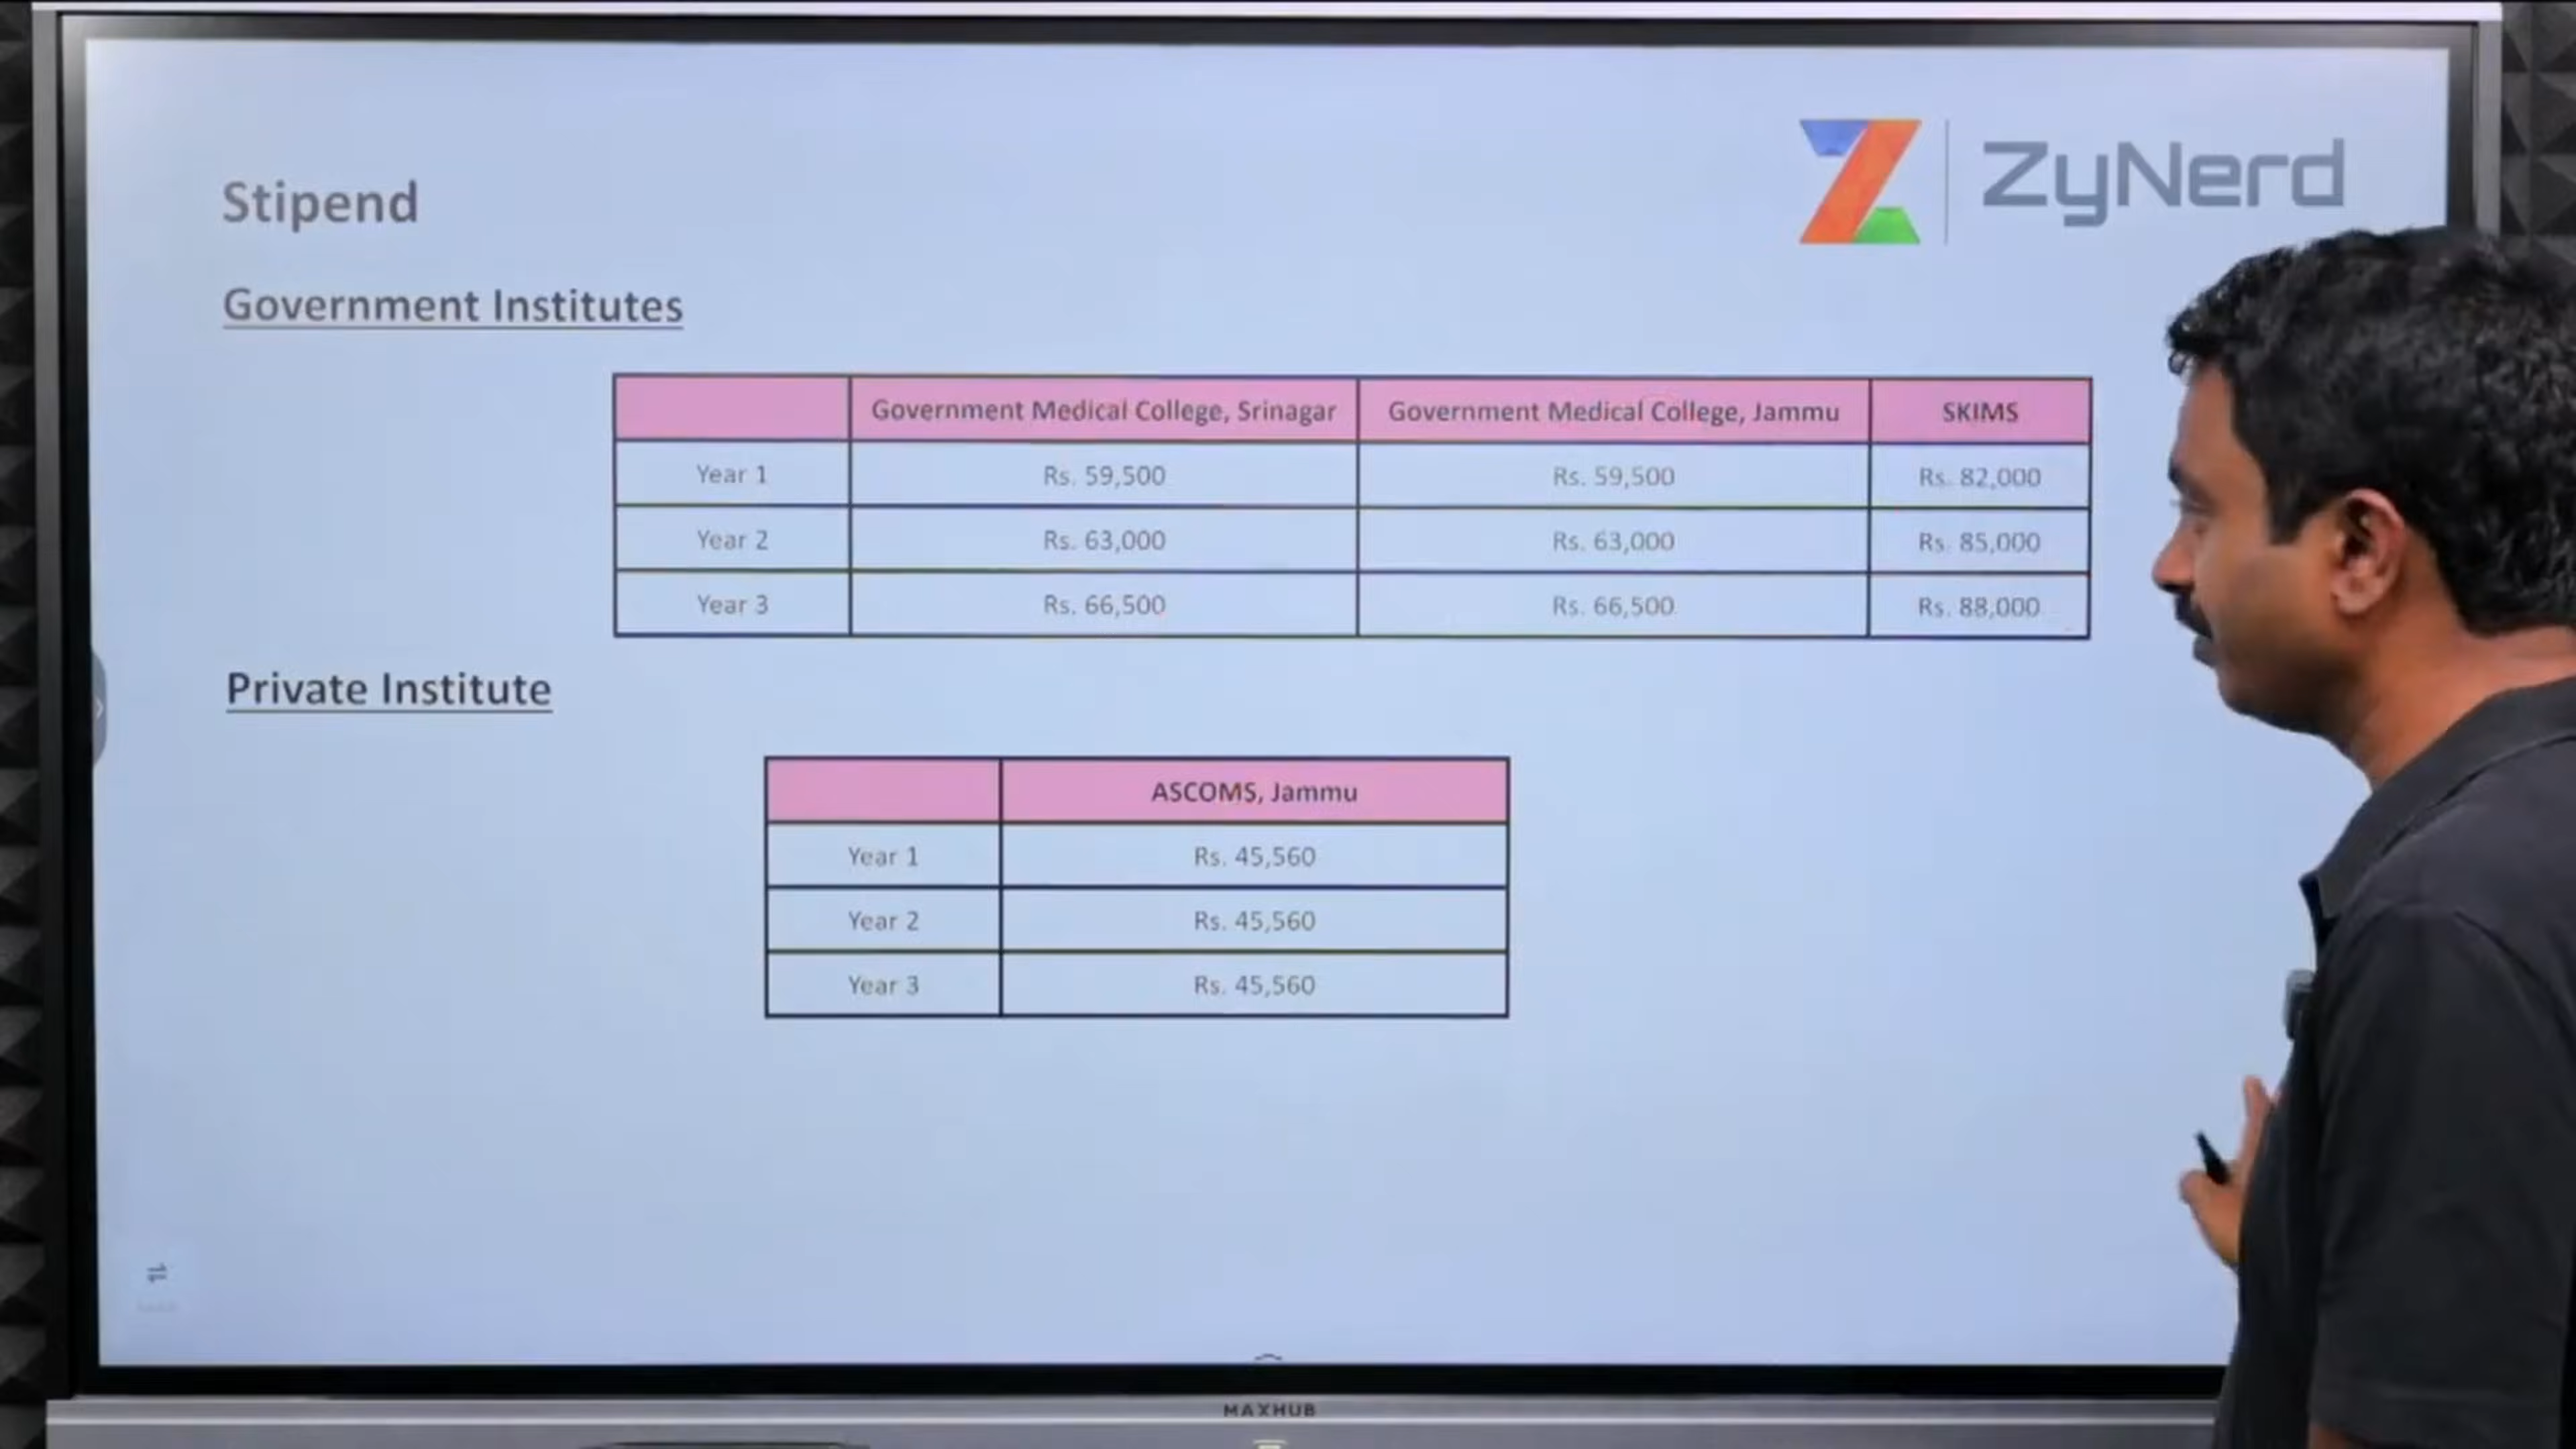 ZyNerd
Stipend
Government Institutes
Government Medical College, Srinagar Government Medical College, Jammu SKIMS
Year 1 Rs. 59,500 Rs. 59,500 Rs. 82,000
Year 2 Rs. 63,000 Rs. 63,000 Rs. 85,000
Year 3 Rs. 66,500 Rs. 66,500 Rs. 88,000
Private Institute
ASCOMS, Jammu
Year 1 Rs. 45,560
Year 2 Rs. 45,560
Year 3 Rs. 45,560
MAXHUB